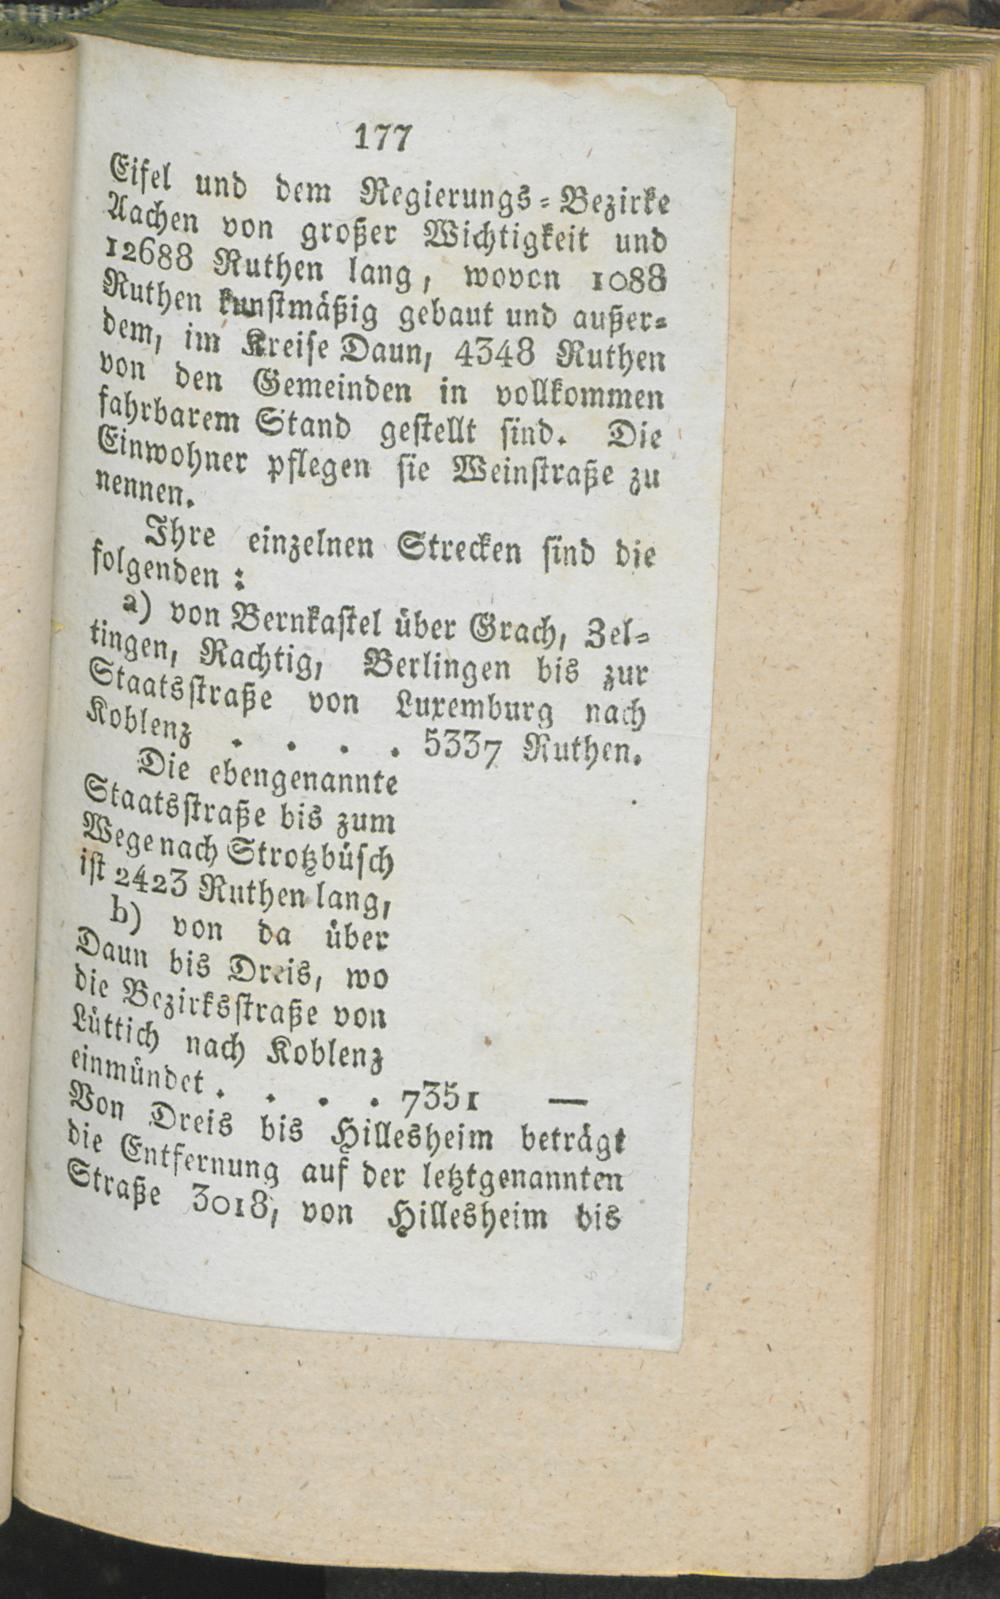 177
Eifel und dem Regierungs-Bezirke
Aachen von großer Wichtigkeit und
12688 Ruthen lang, wovon 1088
Ruthen kunstmäßig gebaut und außer-
dem, im Kreise Daun, 4348 Ruthen
von den Gemeinden in vollkommen
fahrbarem Stand gestellt sind. Die
Einwohner pflegen sie Weinstraße zu
nennen.
Ihre einzelnen Strecken sind die
folgenden:
a) von Bernkastel über Grach, Zel-
tingen, Rachtig, Berlingen bis zur
Staatsstraße von Luxemburg nach
Koblenz . . . . 5337 Ruthen.
Die ebengenannte
Staatsstraße bis zum
Wege nach Strotzbüsch
ist 2423 Ruthen lang,
b) von da über
Daun bis Dreis, wo
die Bezirksstraße von
Lüttich nach Koblenz
einmündet . . . . 7351 —
Von Dreis bis Hillesheim beträgt
die Entfernung auf der letztgenannten
Straße 3018, von Hillesheim bis